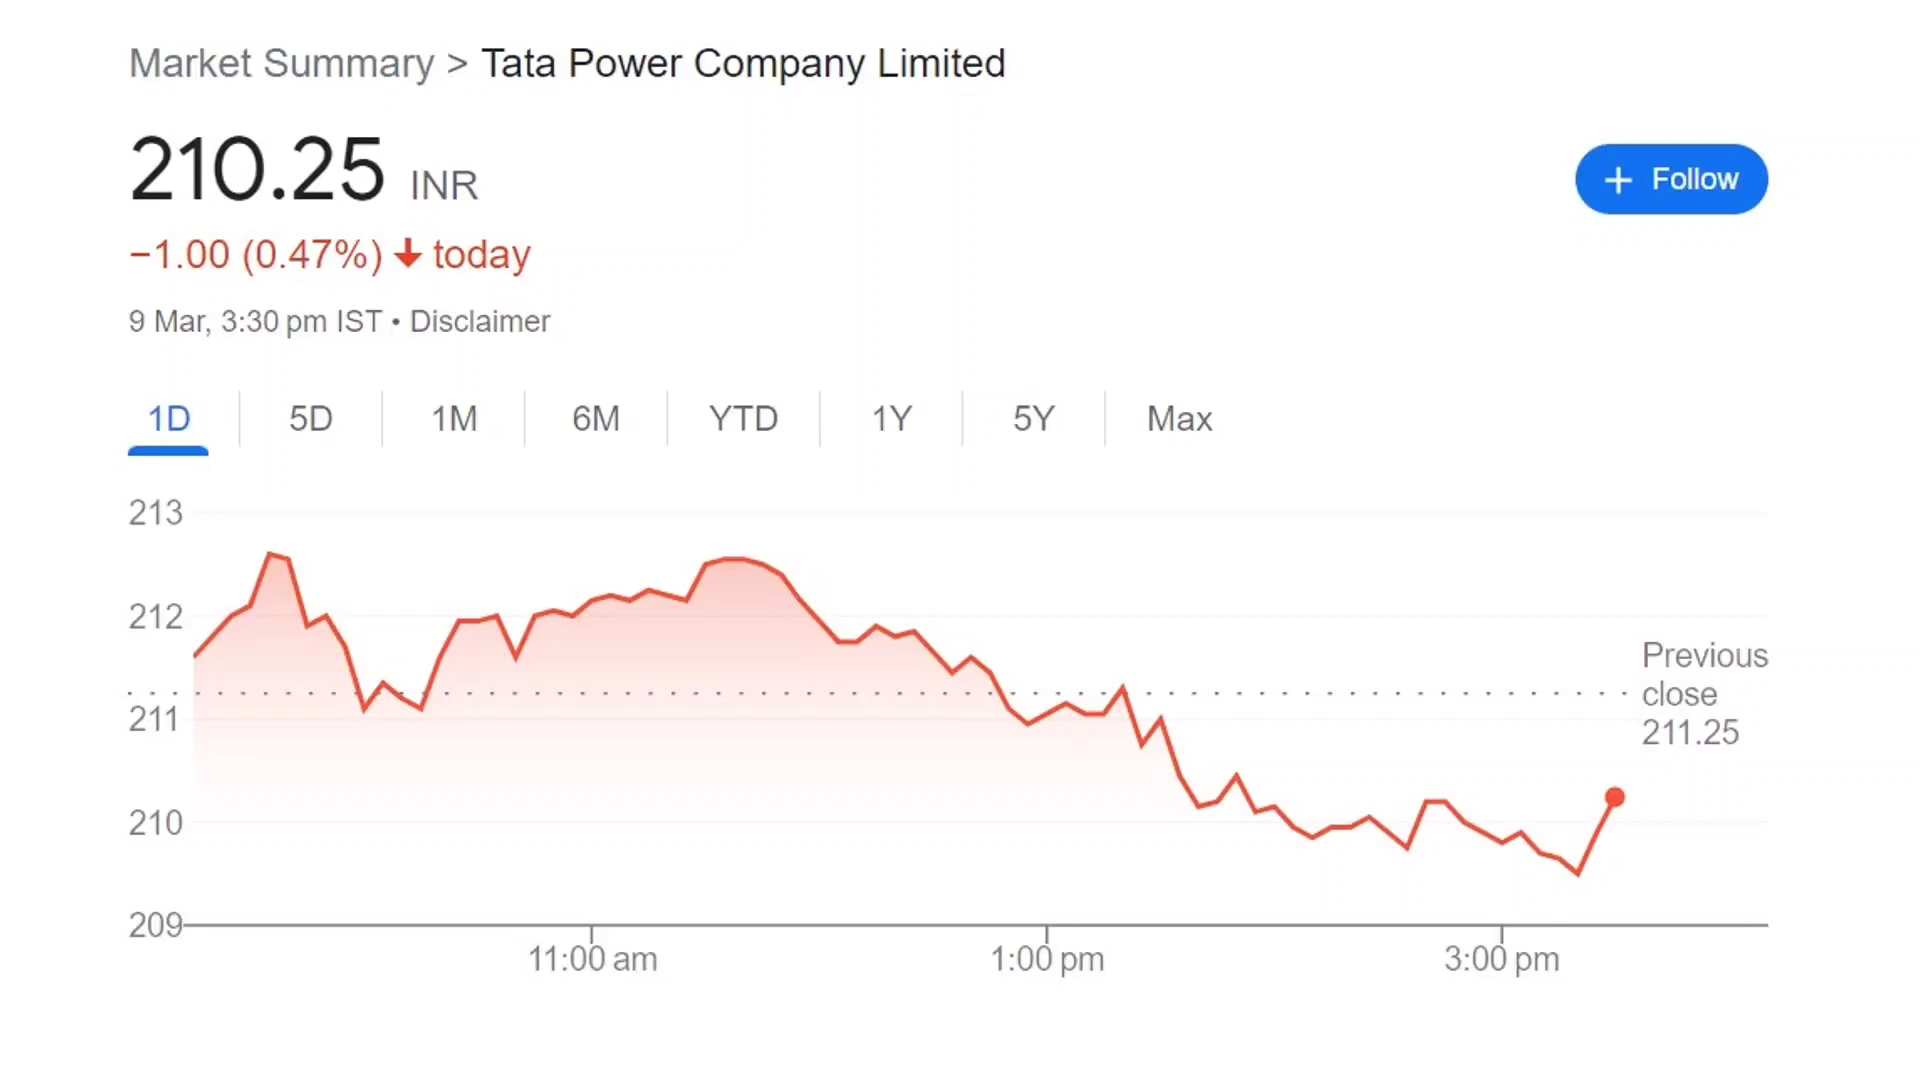 Market Summary > Tata Power Company Limited
210.25 INR
+ Follow
−1.00 (0.47%) ↓ today
9 Mar, 3:30 pm IST • Disclaimer
1D 5D 1M 6M YTD 1Y 5Y Max
213
212
211
210
209
Previous
close
211.25
11:00 am 1:00 pm 3:00 pm